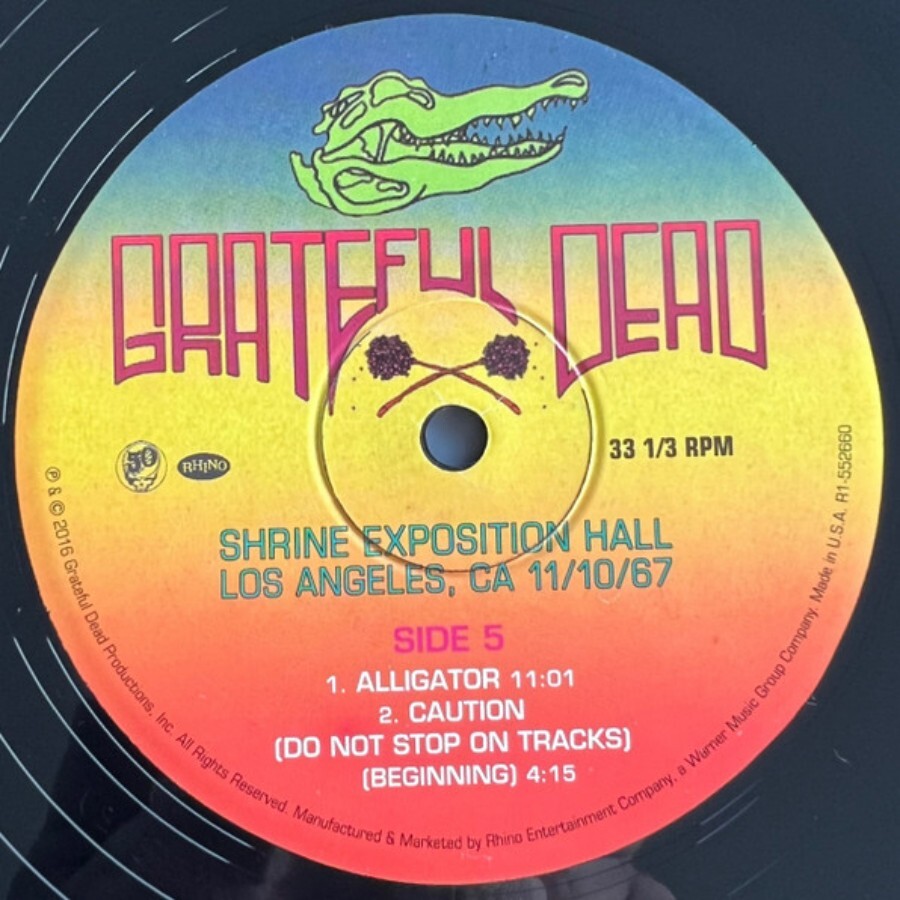 GRATEFUL DEAD
50
RHINO
33 1/3 RPM
SHRINE EXPOSITION HALL
LOS ANGELES, CA 11/10/67
SIDE 5
1. ALLIGATOR 11:01
2. CAUTION
(DO NOT STOP ON TRACKS)
(BEGINNING) 4:15
℗ & © 2016 Grateful Dead Productions, Inc. All Rights Reserved. Manufactured & Marketed by Rhino Entertainment Company, a Warner Music Group Company. Made in U.S.A. R1-552660